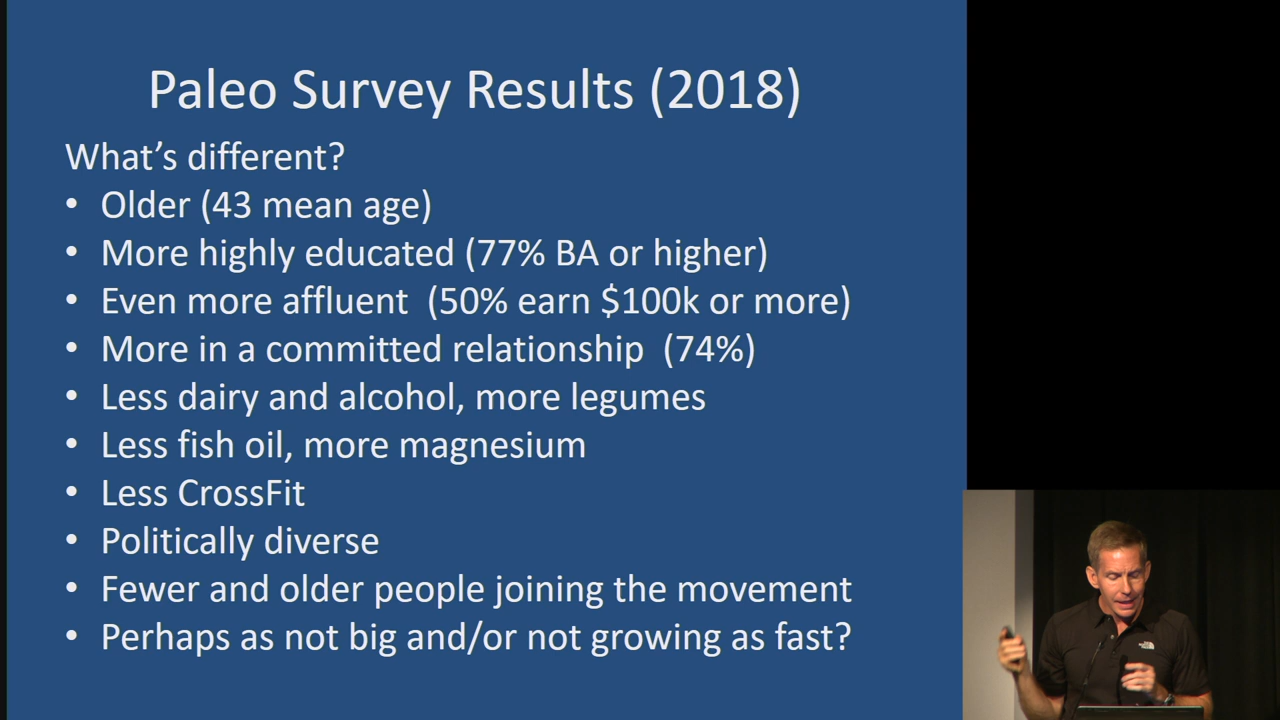 Paleo Survey Results (2018)
What's different?
• Older (43 mean age)
• More highly educated (77% BA or higher)
• Even more affluent  (50% earn $100k or more)
• More in a committed relationship  (74%)
• Less dairy and alcohol, more legumes
• Less fish oil, more magnesium
• Less CrossFit
• Politically diverse
• Fewer and older people joining the movement
• Perhaps as not big and/or not growing as fast?